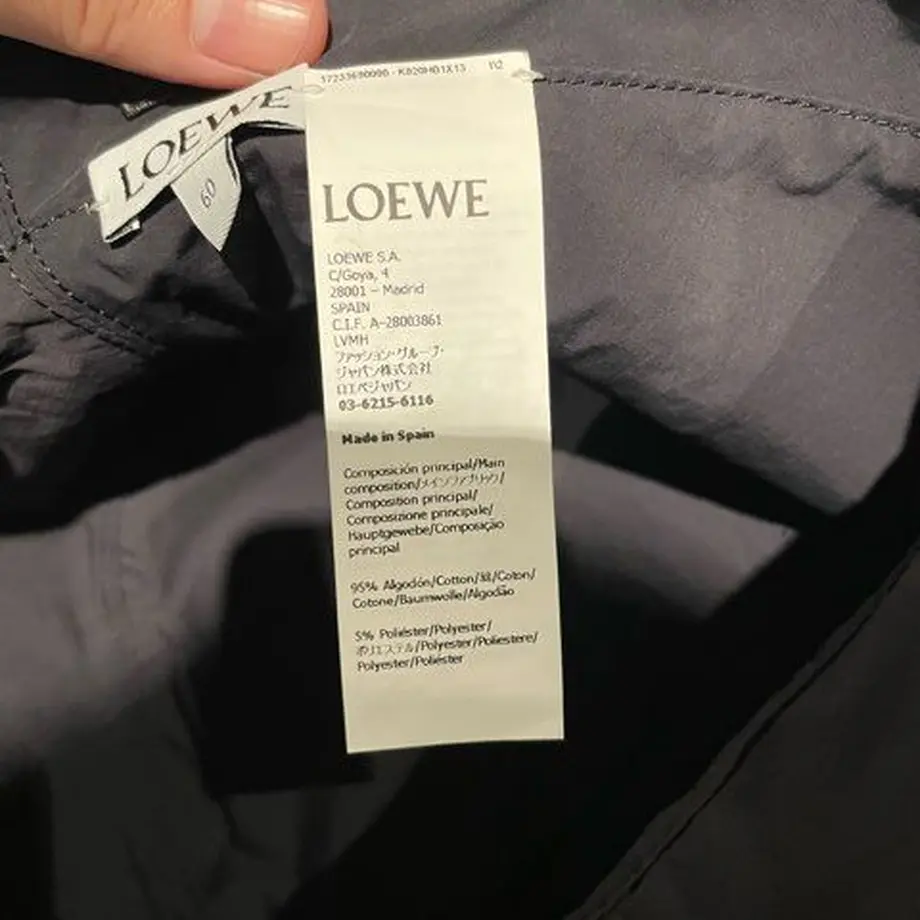 LOEWE
60
17233690090 - K820HB1X13 1\2
LOEWE
LOEWE S.A.
C/Goya, 4
28001 - Madrid
SPAIN
C.I.F. A-28003861
LVMH
ファッション・グループ・
ジャパン株式会社
ロエベジャパン
03-6215-6116
Made in Spain
Composición principal/Main
composition/メインファブリック/
Composition principal/
Composizione principale/
Hauptgewebe/Composição
principal
95% Algodón/Cotton/綿/Coton/
Cotone/Baumwolle/Algodão
5% Poliéster/Polyester/
ポリエステル/Polyester/Poliestere/
Polyester/Poliéster